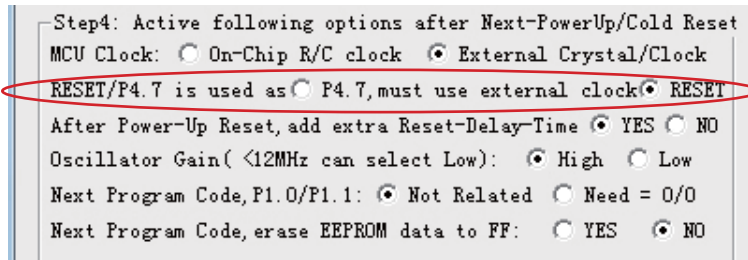 Step4: Active following options after Next-PowerUp/Cold Reset
MCU Clock: On-Chip R/C clock External Crystal/Clock
RESET/P4.7 is used as P4.7,must use external clock RESET
After Power-Up Reset,add extra Reset-Delay-Time YES NO
Oscillator Gain( <12MHz can select Low): High Low
Next Program Code,P1.0/P1.1: Not Related Need = 0/0
Next Program Code,erase EEPROM data to FF: YES NO